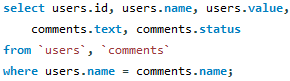 select users.id, users.name, users.value,
comments.text, comments.status
from `users`, `comments`
where users.name = comments.name;